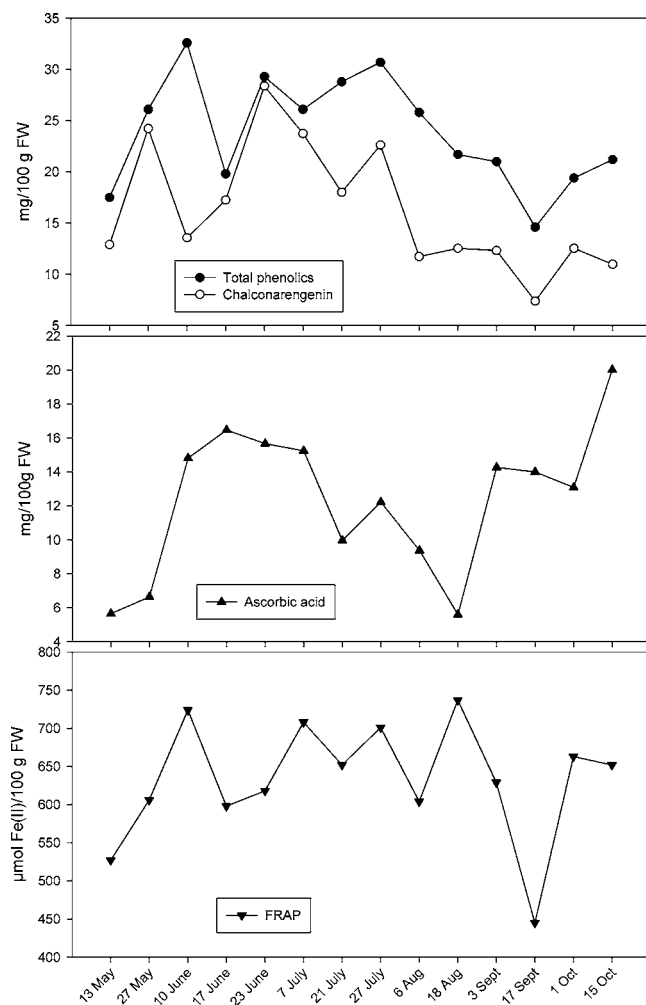 35
30
25
20
15
10
5
mg/100 g FW
Total phenolics
Chalconarengenin
22
20
18
16
14
12
10
8
6
4
mg/100g FW
Ascorbic acid
800
750
700
650
600
550
500
450
400
µmol Fe(II)/100 g FW
FRAP
13 May
27 May
10 June
17 June
23 June
7 July
21 July
27 July
6 Aug
18 Aug
3 Sept
17 Sept
1 Oct
15 Oct